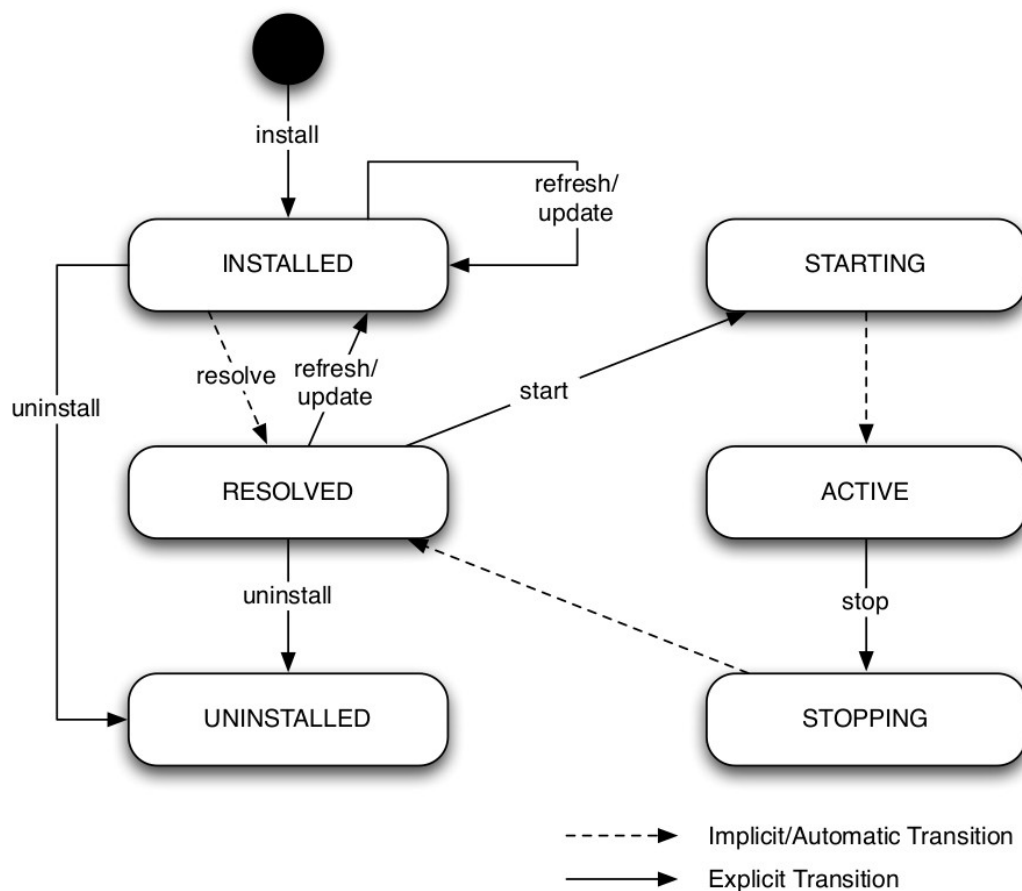 install
refresh/
update
INSTALLED
STARTING
resolve
refresh/
update
start
uninstall
RESOLVED
ACTIVE
uninstall
stop
UNINSTALLED
STOPPING
Implicit/Automatic Transition
Explicit Transition